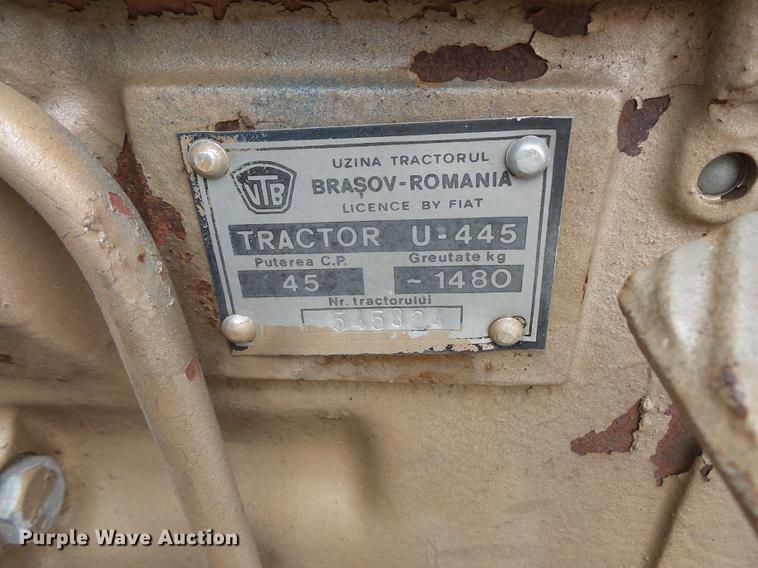 UZINA TRACTORUL
UTB
BRAȘOV-ROMANIA
LICENCE BY FIAT
TRACTOR U-445
Puterea C.P. Greutate kg
45 ~1480
Nr. tractorului
Purple Wave Auction